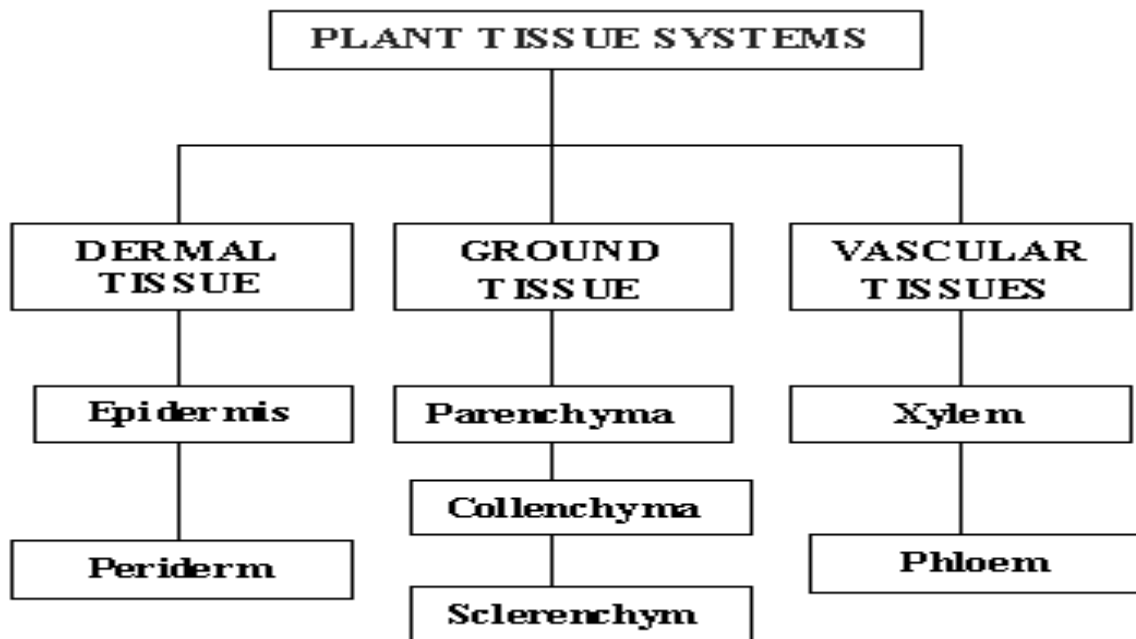 PLANT TISSUE SYSTEMS
DERMAL
TISSUE
GROUND
TISSUE
VASCULAR
TISSUES
Epidermis
Parenchyma
Xylem
Collenchyma
Periderm
Phloem
Sclerenchym